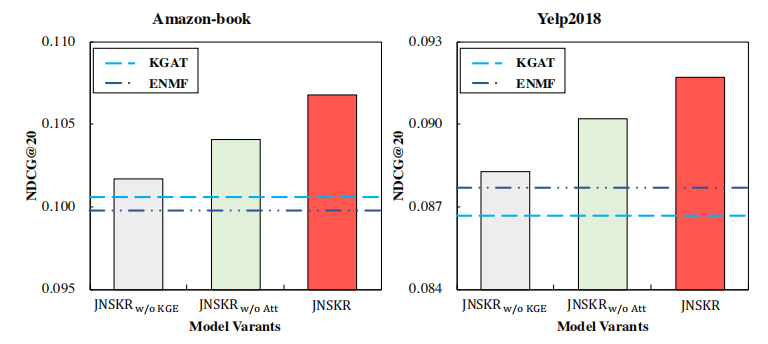 Amazon-book
0.110
0.105
0.100
0.095
NDCG@20
KGAT
ENMF
JNSKR w/o KGE
JNSKR w/o Att
JNSKR
Model Varants
Yelp2018
0.093
0.090
0.087
0.084
NDCG@20
KGAT
ENMF
JNSKR w/o KGE
JNSKR w/o Att
JNSKR
Model Varants